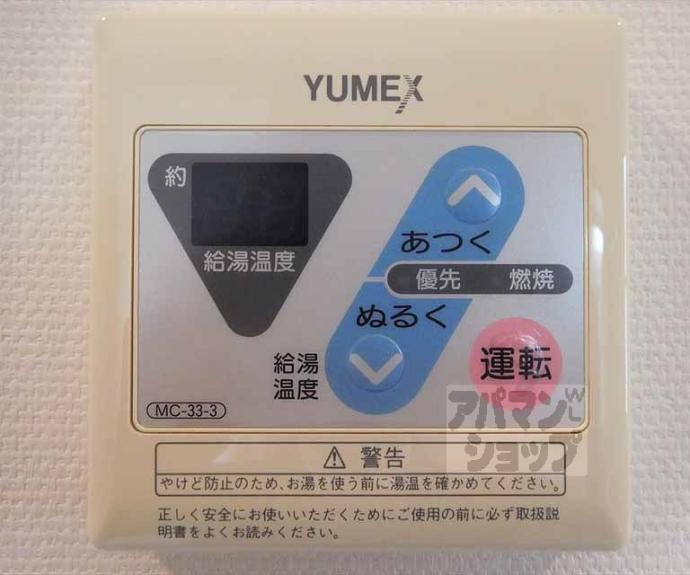 YUMEX
約
給湯温度
あつく
優先 燃焼
ぬるく
給湯
温度
運転
MC-33-3
アパマン
ショップ
⚠ 警告
やけど防止のため、お湯を使う前に湯温を確かめてください。
正しく安全にお使いいただくためにご使用の前に必ず取扱説
明書をよくお読みください。